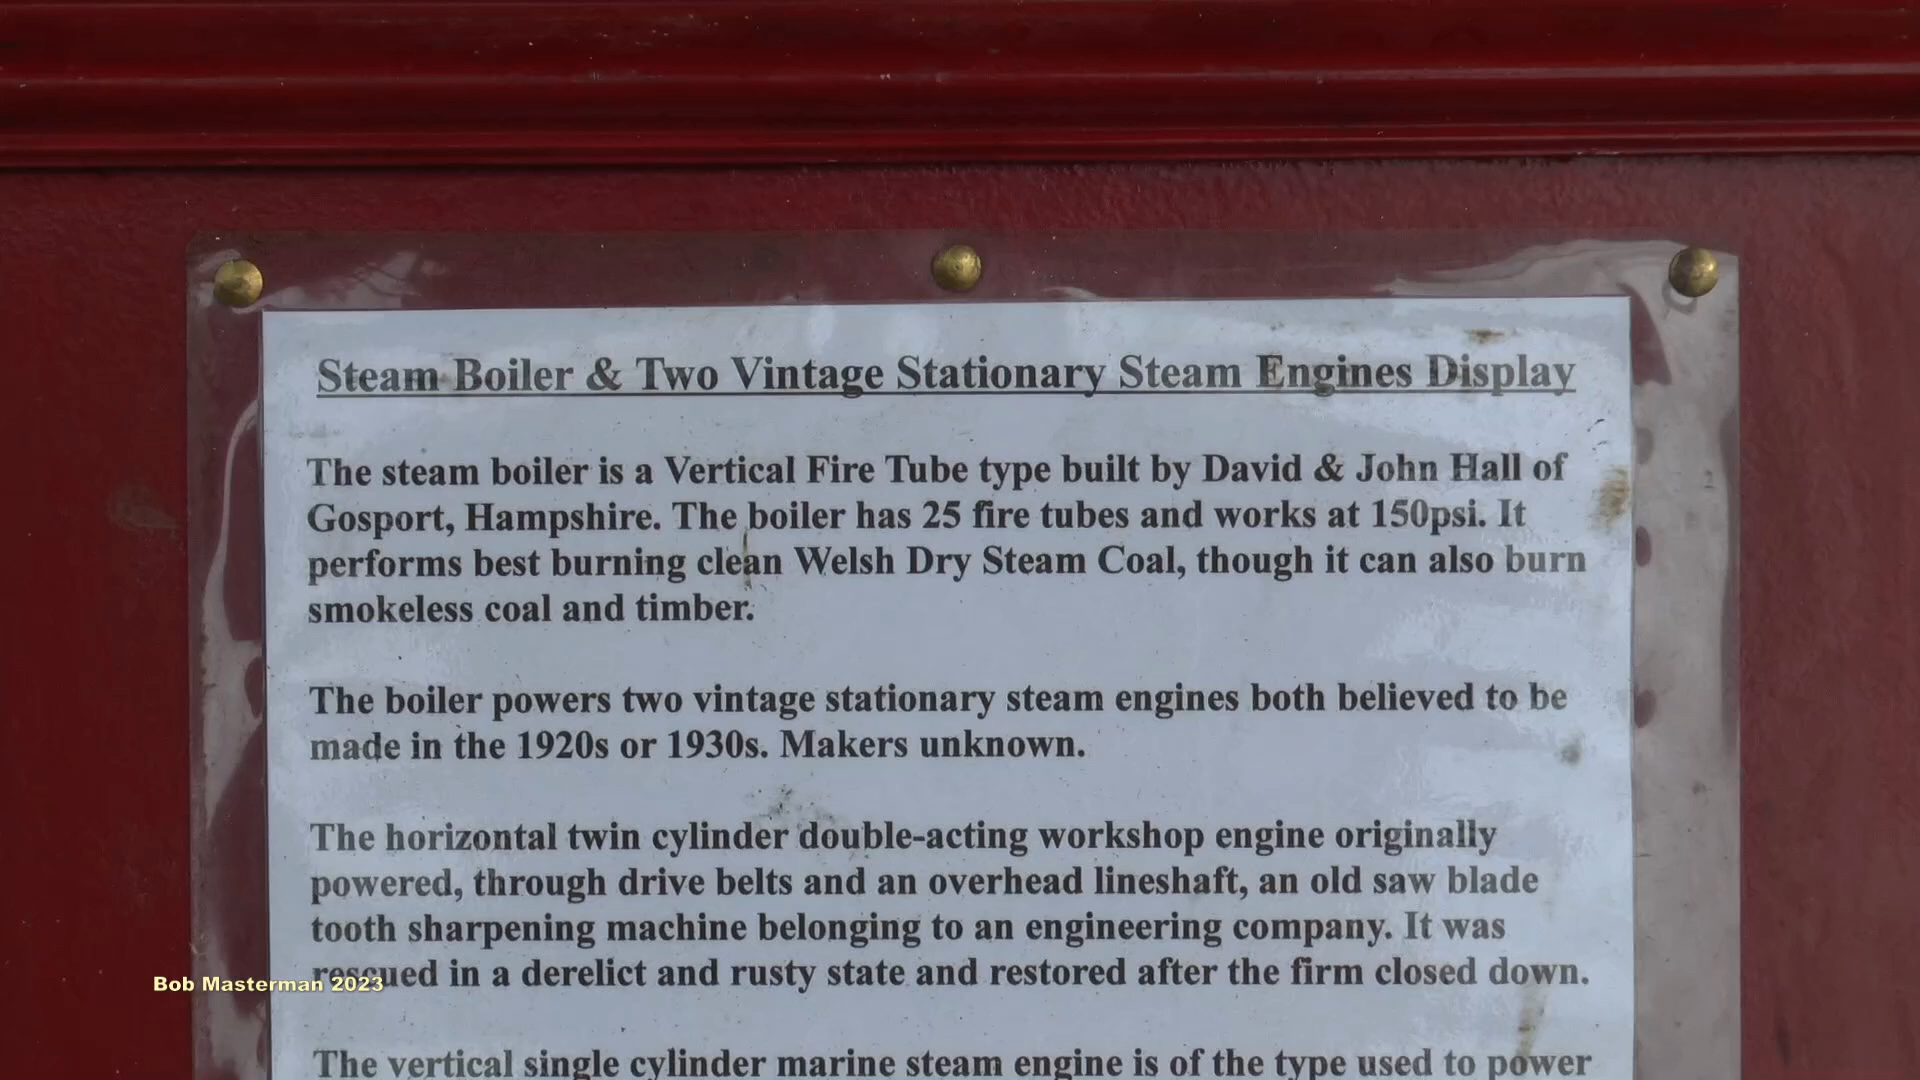 Steam Boiler & Two Vintage Stationary Steam Engines Display
The steam boiler is a Vertical Fire Tube type built by David & John Hall of
Gosport, Hampshire. The boiler has 25 fire tubes and works at 150psi. It
performs best burning clean Welsh Dry Steam Coal, though it can also burn
smokeless coal and timber.
The boiler powers two vintage stationary steam engines both believed to be
made in the 1920s or 1930s. Makers unknown.
The horizontal twin cylinder double-acting workshop engine originally
powered, through drive belts and an overhead lineshaft, an old saw blade
tooth sharpening machine belonging to an engineering company. It was
rescued in a derelict and rusty state and restored after the firm closed down.
Bob Masterman 2023
The vertical single cylinder marine steam engine is of the type used to power